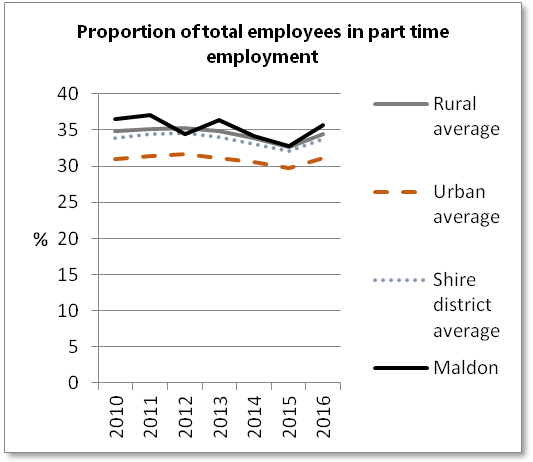 Proportion of total employees in part time
employment
40
35
30
25
20
15
10
5
0
%
2010
2011
2012
2013
2014
2015
2016
Rural
average
Urban
average
Shire
district
average
Maldon